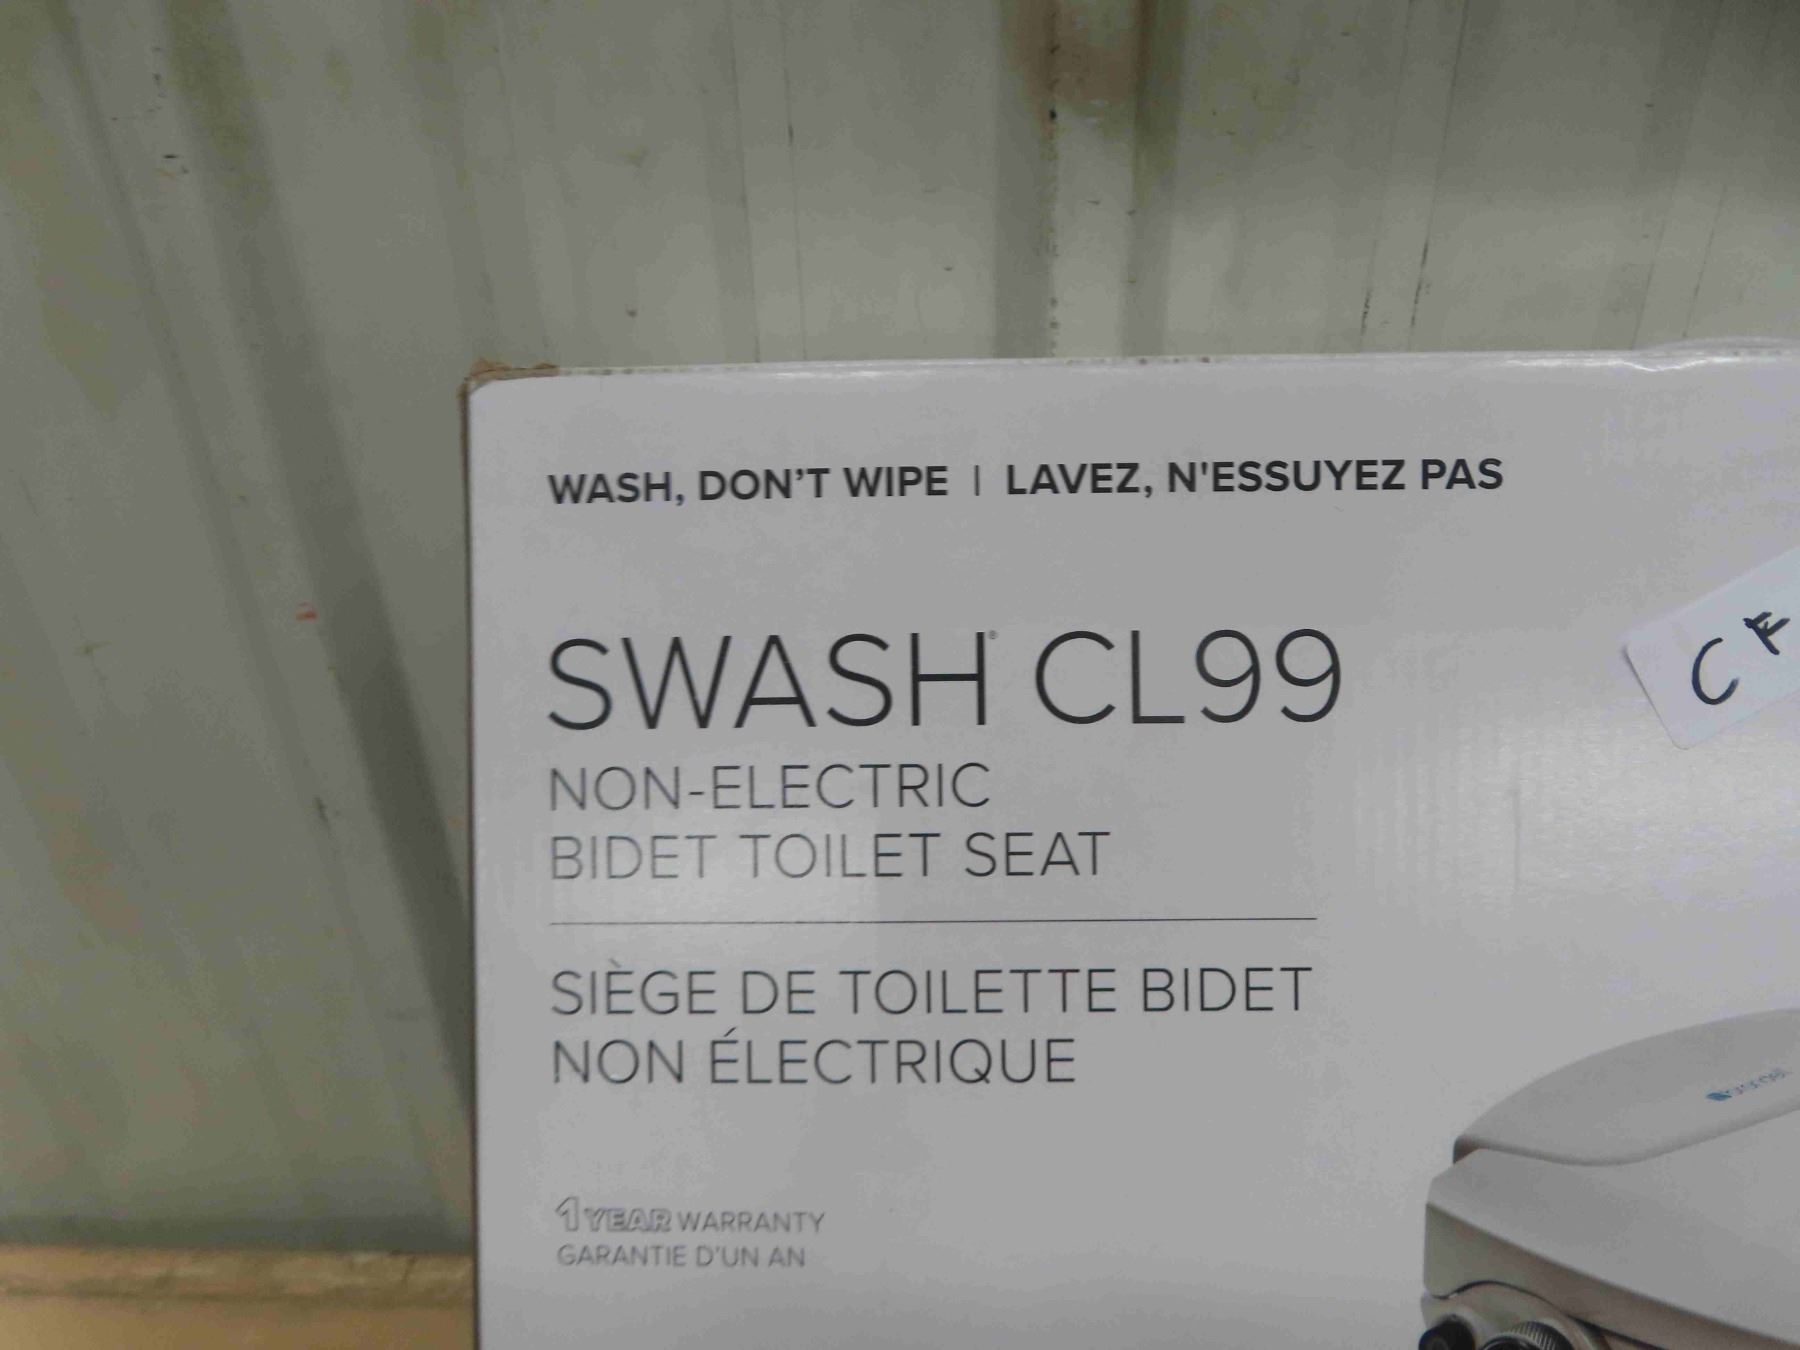 WASH, DON'T WIPE | LAVEZ, N'ESSUYEZ PAS
SWASH® CL99
CF
NON-ELECTRIC
BIDET TOILET SEAT
SIÈGE DE TOILETTE BIDET
NON ÉLECTRIQUE
brondell
1 YEAR WARRANTY
GARANTIE D'UN AN